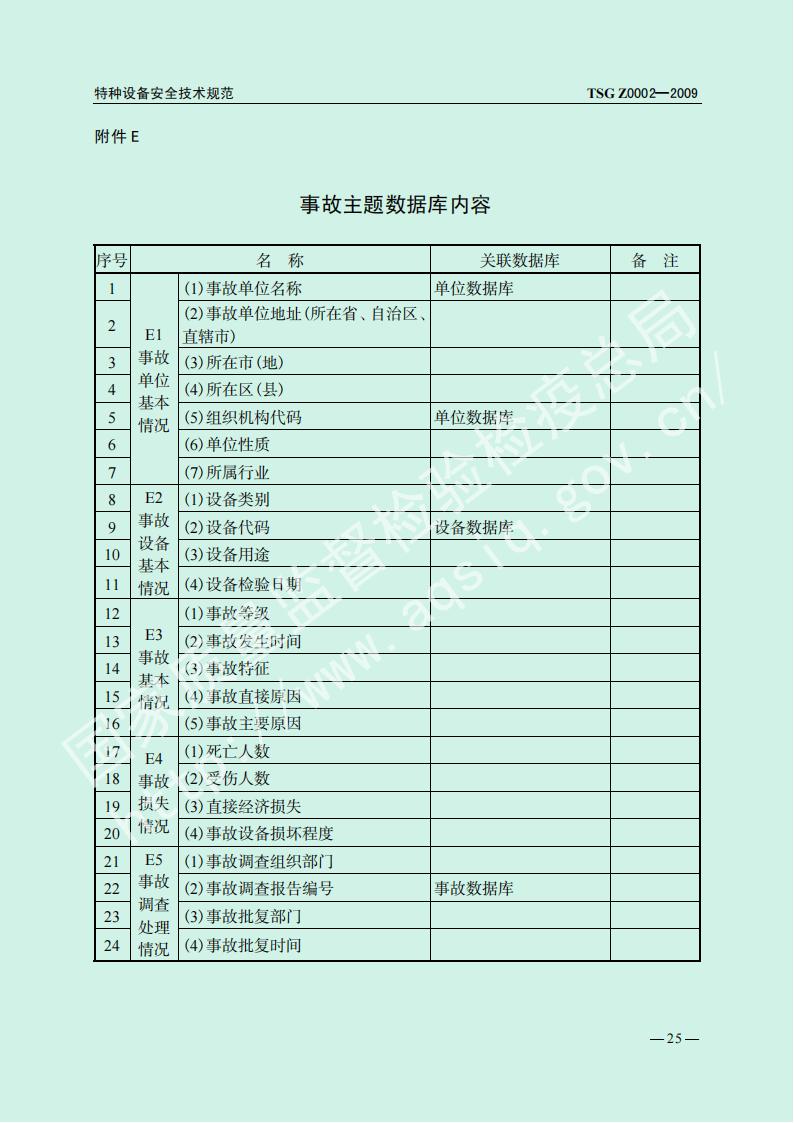 特种设备安全技术规范 TSG Z0002—2009
附件 E
事故主题数据库内容
序号 名 称 关联数据库 备 注
1 E1 事故单位基本情况 (1)事故单位名称 单位数据库
2 (2)事故单位地址(所在省、自治区、
直辖市)
3 (3)所在市(地)
4 (4)所在区(县)
5 (5)组织机构代码 单位数据库
6 (6)单位性质
7 (7)所属行业
8 E2 事故设备基本情况 (1)设备类别
9 (2)设备代码 设备数据库
10 (3)设备用途
11 (4)设备检验日期
12 E3 事故基本情况 (1)事故等级
13 (2)事故发生时间
14 (3)事故特征
15 (4)事故直接原因
16 (5)事故主要原因
17 E4 事故损失情况 (1)死亡人数
18 (2)受伤人数
19 (3)直接经济损失
20 (4)事故设备损坏程度
21 E5 事故调查处理情况 (1)事故调查组织部门
22 (2)事故调查报告编号 事故数据库
23 (3)事故批复部门
24 (4)事故批复时间
国家质量监督检验检疫总局
http://www.aqsiq.gov.cn/
—25—